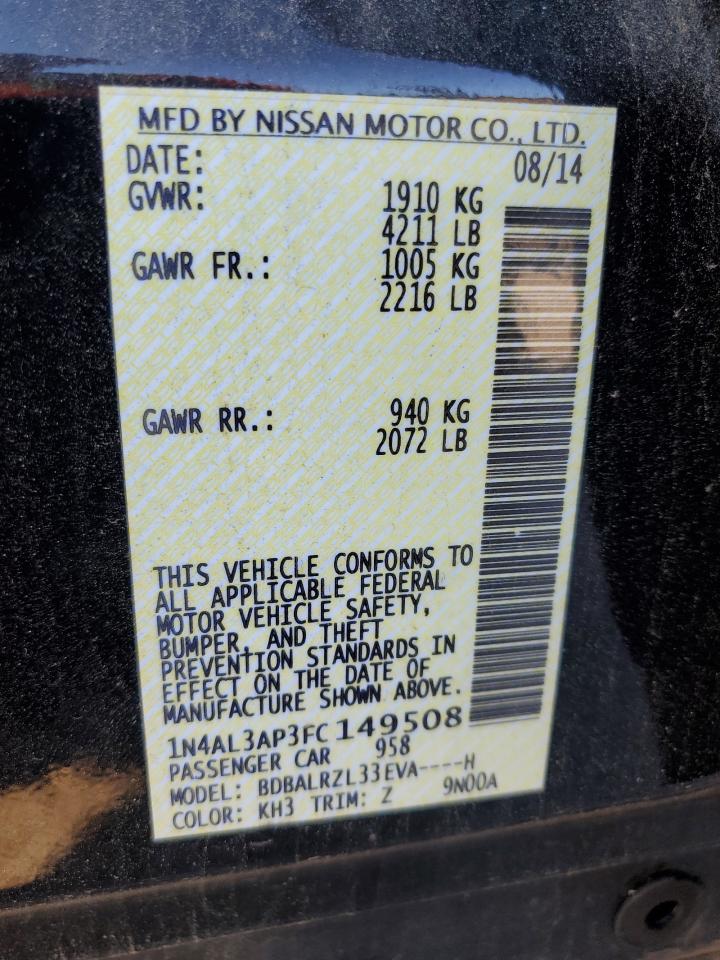 MFD BY NISSAN MOTOR CO., LTD.
DATE: 08/14
GVWR: 1910 KG
4211 LB
GAWR FR.: 1005 KG
2216 LB
GAWR RR.: 940 KG
2072 LB
THIS VEHICLE CONFORMS TO
ALL APPLICABLE FEDERAL
MOTOR VEHICLE SAFETY,
BUMPER, AND THEFT
PREVENTION STANDARDS IN
EFFECT ON THE DATE OF
MANUFACTURE SHOWN ABOVE.
1N4AL3AP3FC149508
PASSENGER CAR 958
MODEL: BDBALRZL33EVA----H
COLOR: KH3 TRIM: Z 9N00A